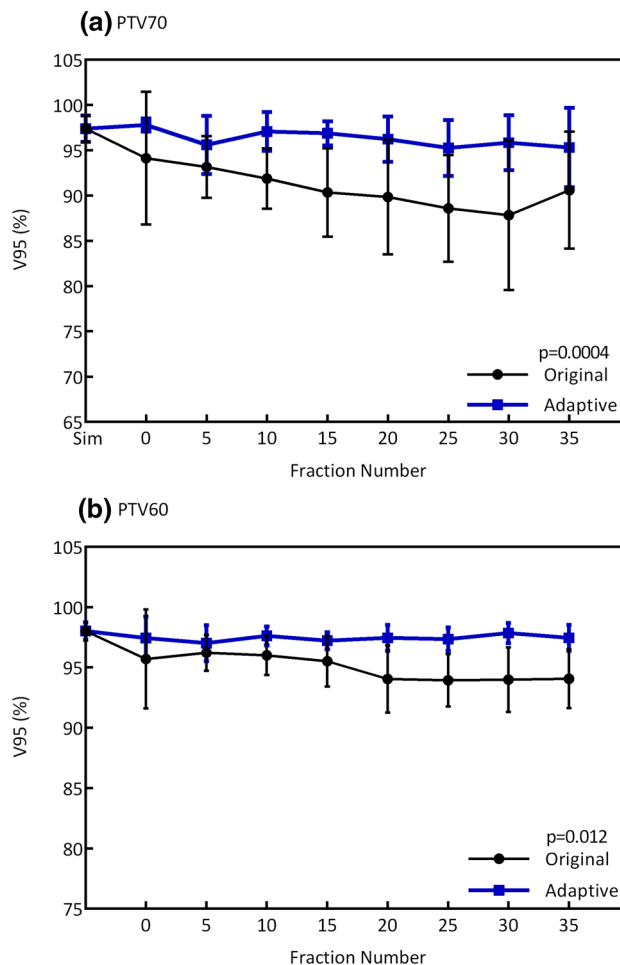 (a) PTV70
105
100
95
90
85
80
75
70
65
V95 (%)
p=0.0004
Original
Adaptive
Sim 0 5 10 15 20 25 30 35
Fraction Number
(b) PTV60
105
100
95
90
85
80
75
V95 (%)
p=0.012
Original
Adaptive
0 5 10 15 20 25 30 35
Fraction Number